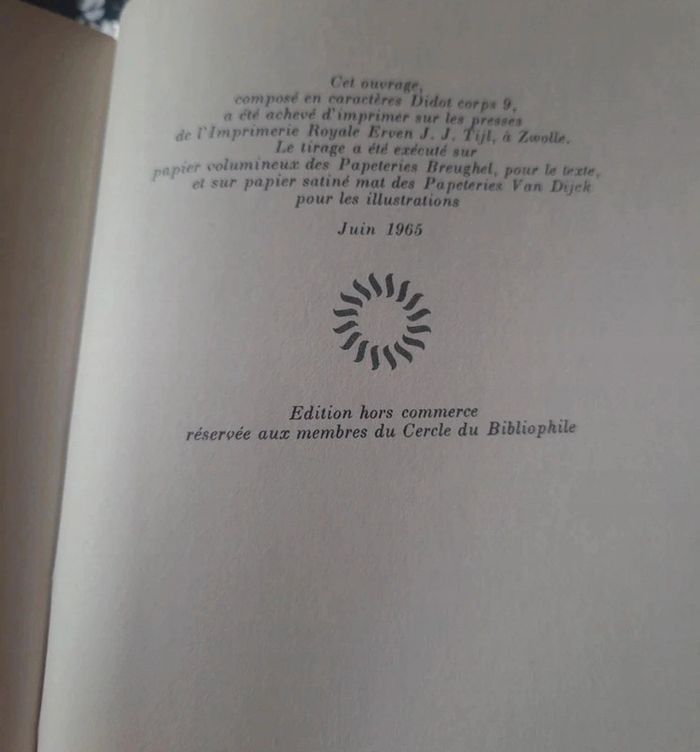 Cet ouvrage,
composé en caractères Didot corps 9,
a été achevé d'imprimer sur les presses
de l'Imprimerie Royale Erven J. J. Tijl, à Zwolle.
Le tirage a été exécuté sur
papier volumineux des Papeteries Breughel, pour le texte,
et sur papier satiné mat des Papeteries Van Dijck
pour les illustrations
Juin 1965
Edition hors commerce
réservée aux membres du Cercle du Bibliophile